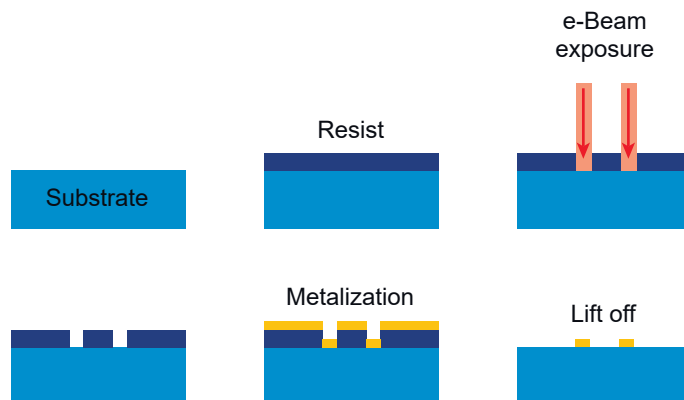 e-Beam
exposure
Resist
Substrate
Metalization
Lift off